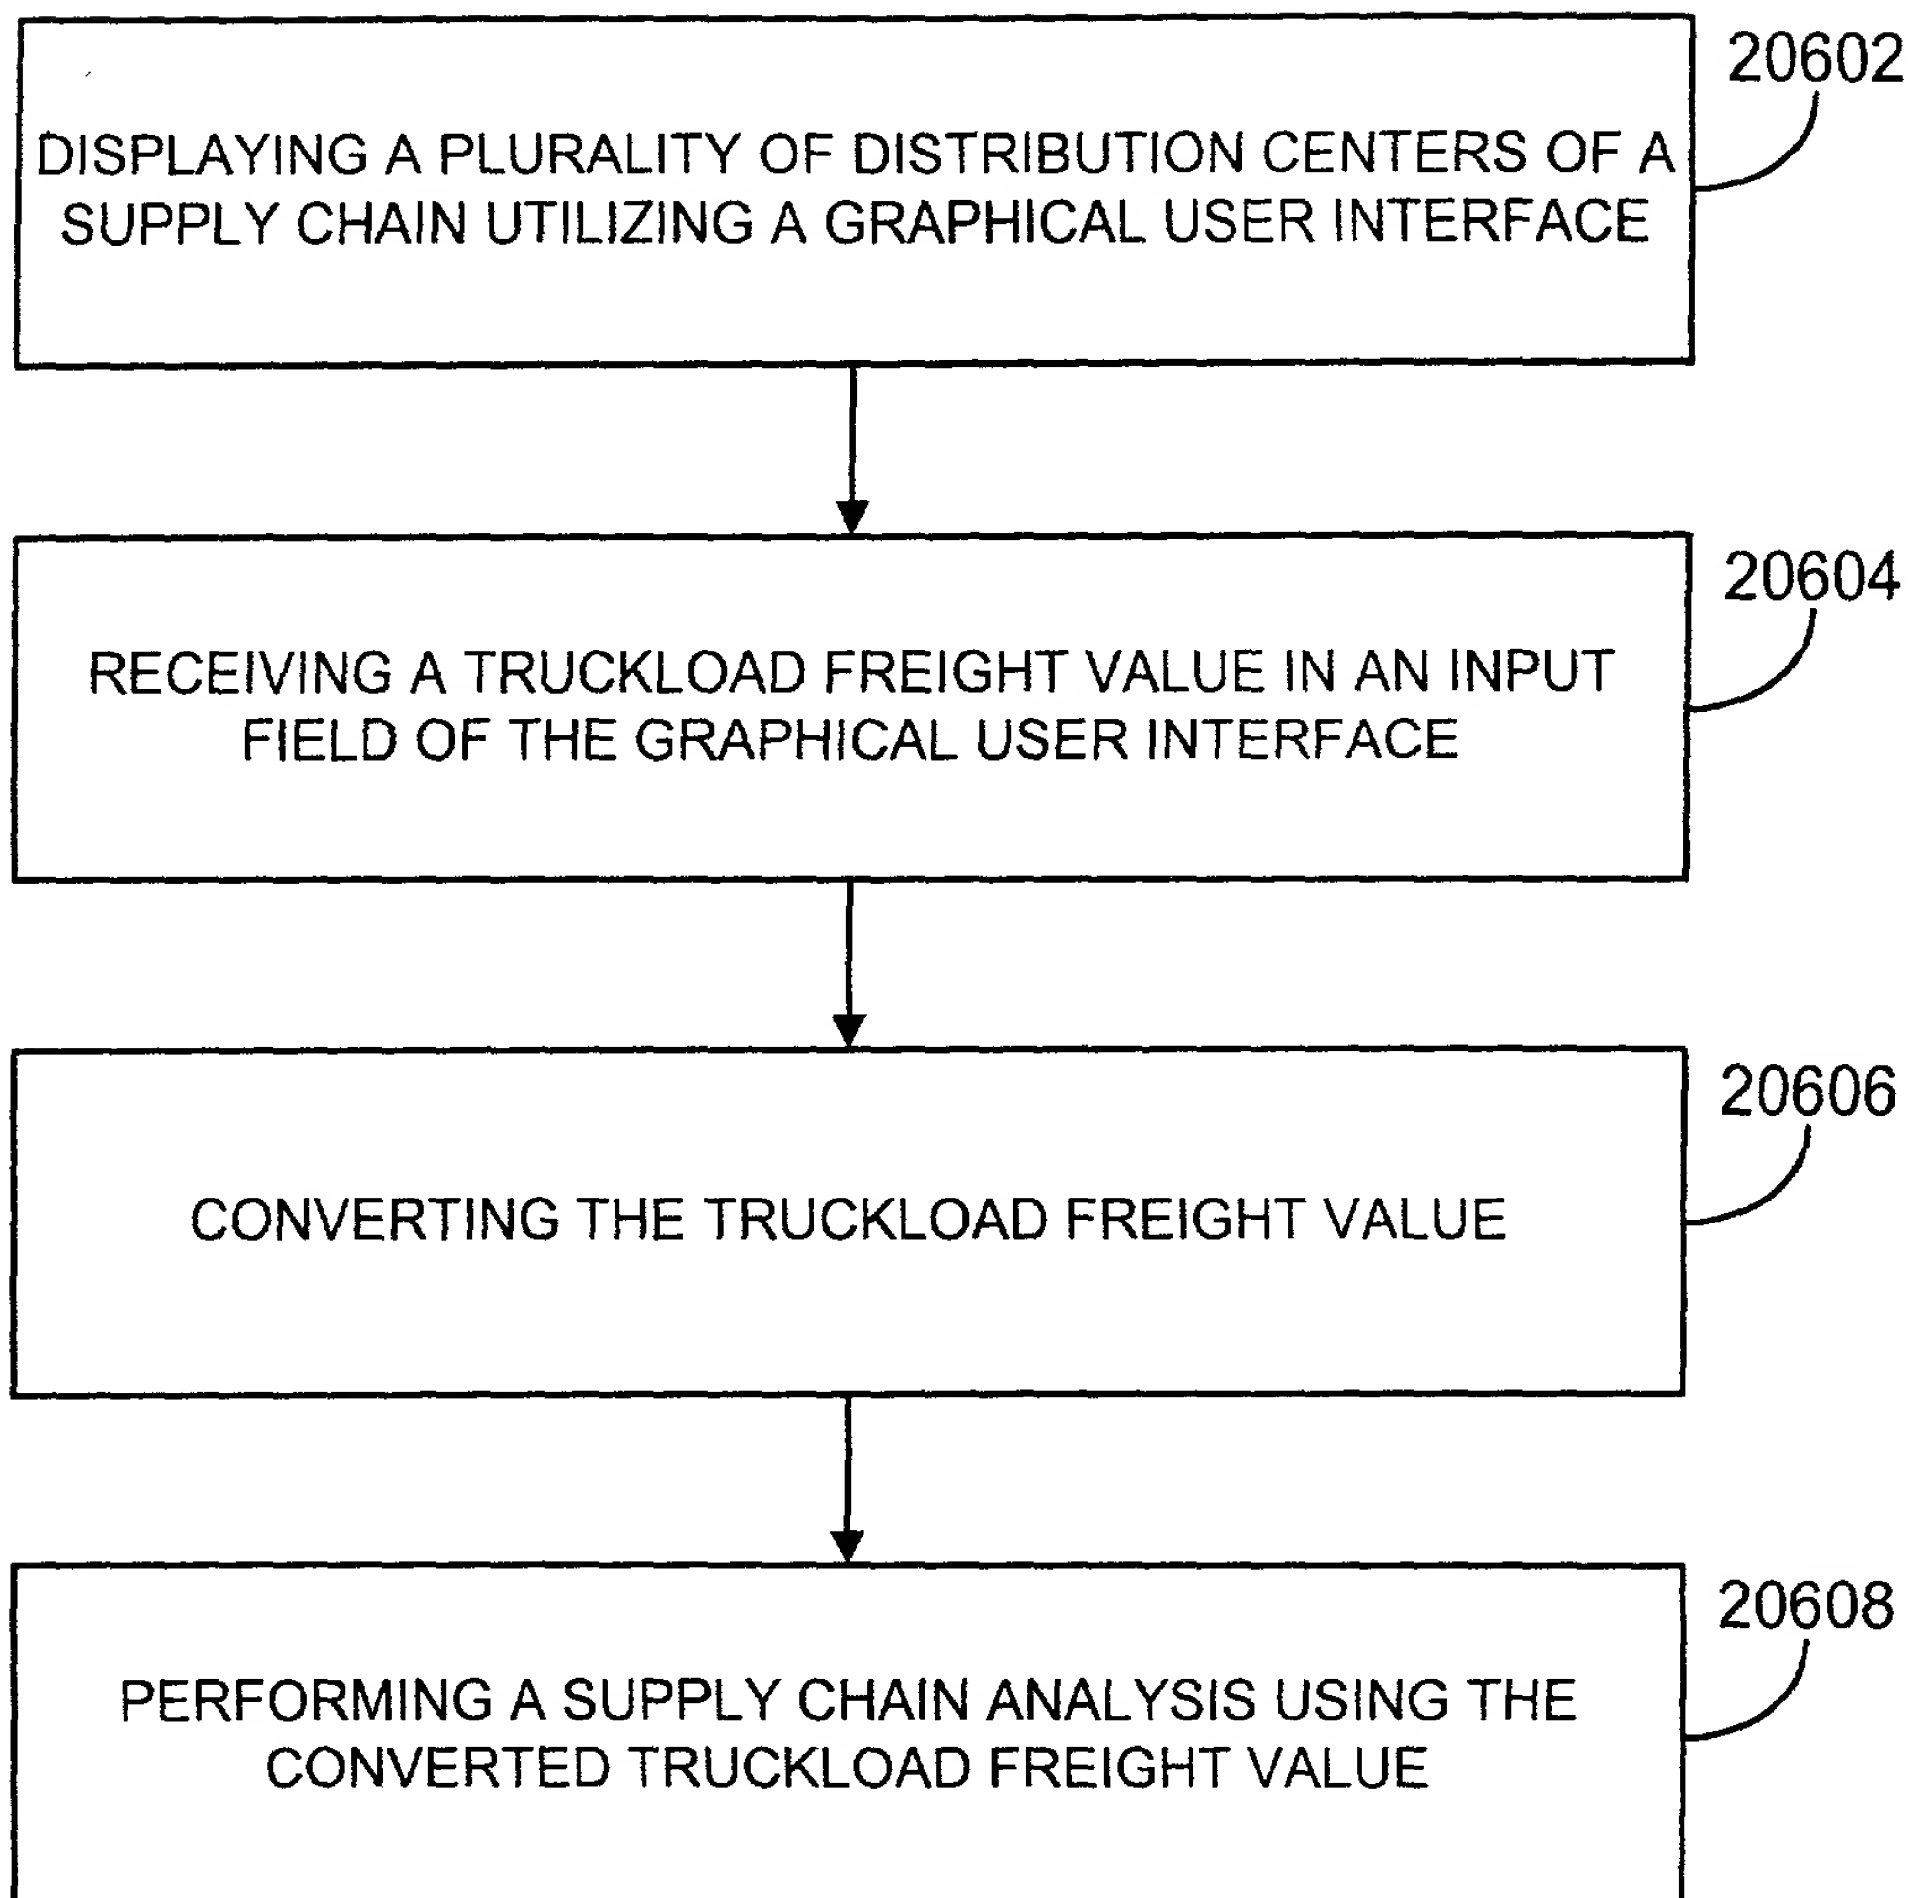 20602
DISPLAYING A PLURALITY OF DISTRIBUTION CENTERS OF A
SUPPLY CHAIN UTILIZING A GRAPHICAL USER INTERFACE
20604
RECEIVING A TRUCKLOAD FREIGHT VALUE IN AN INPUT
FIELD OF THE GRAPHICAL USER INTERFACE
20606
CONVERTING THE TRUCKLOAD FREIGHT VALUE
20608
PERFORMING A SUPPLY CHAIN ANALYSIS USING THE
CONVERTED TRUCKLOAD FREIGHT VALUE